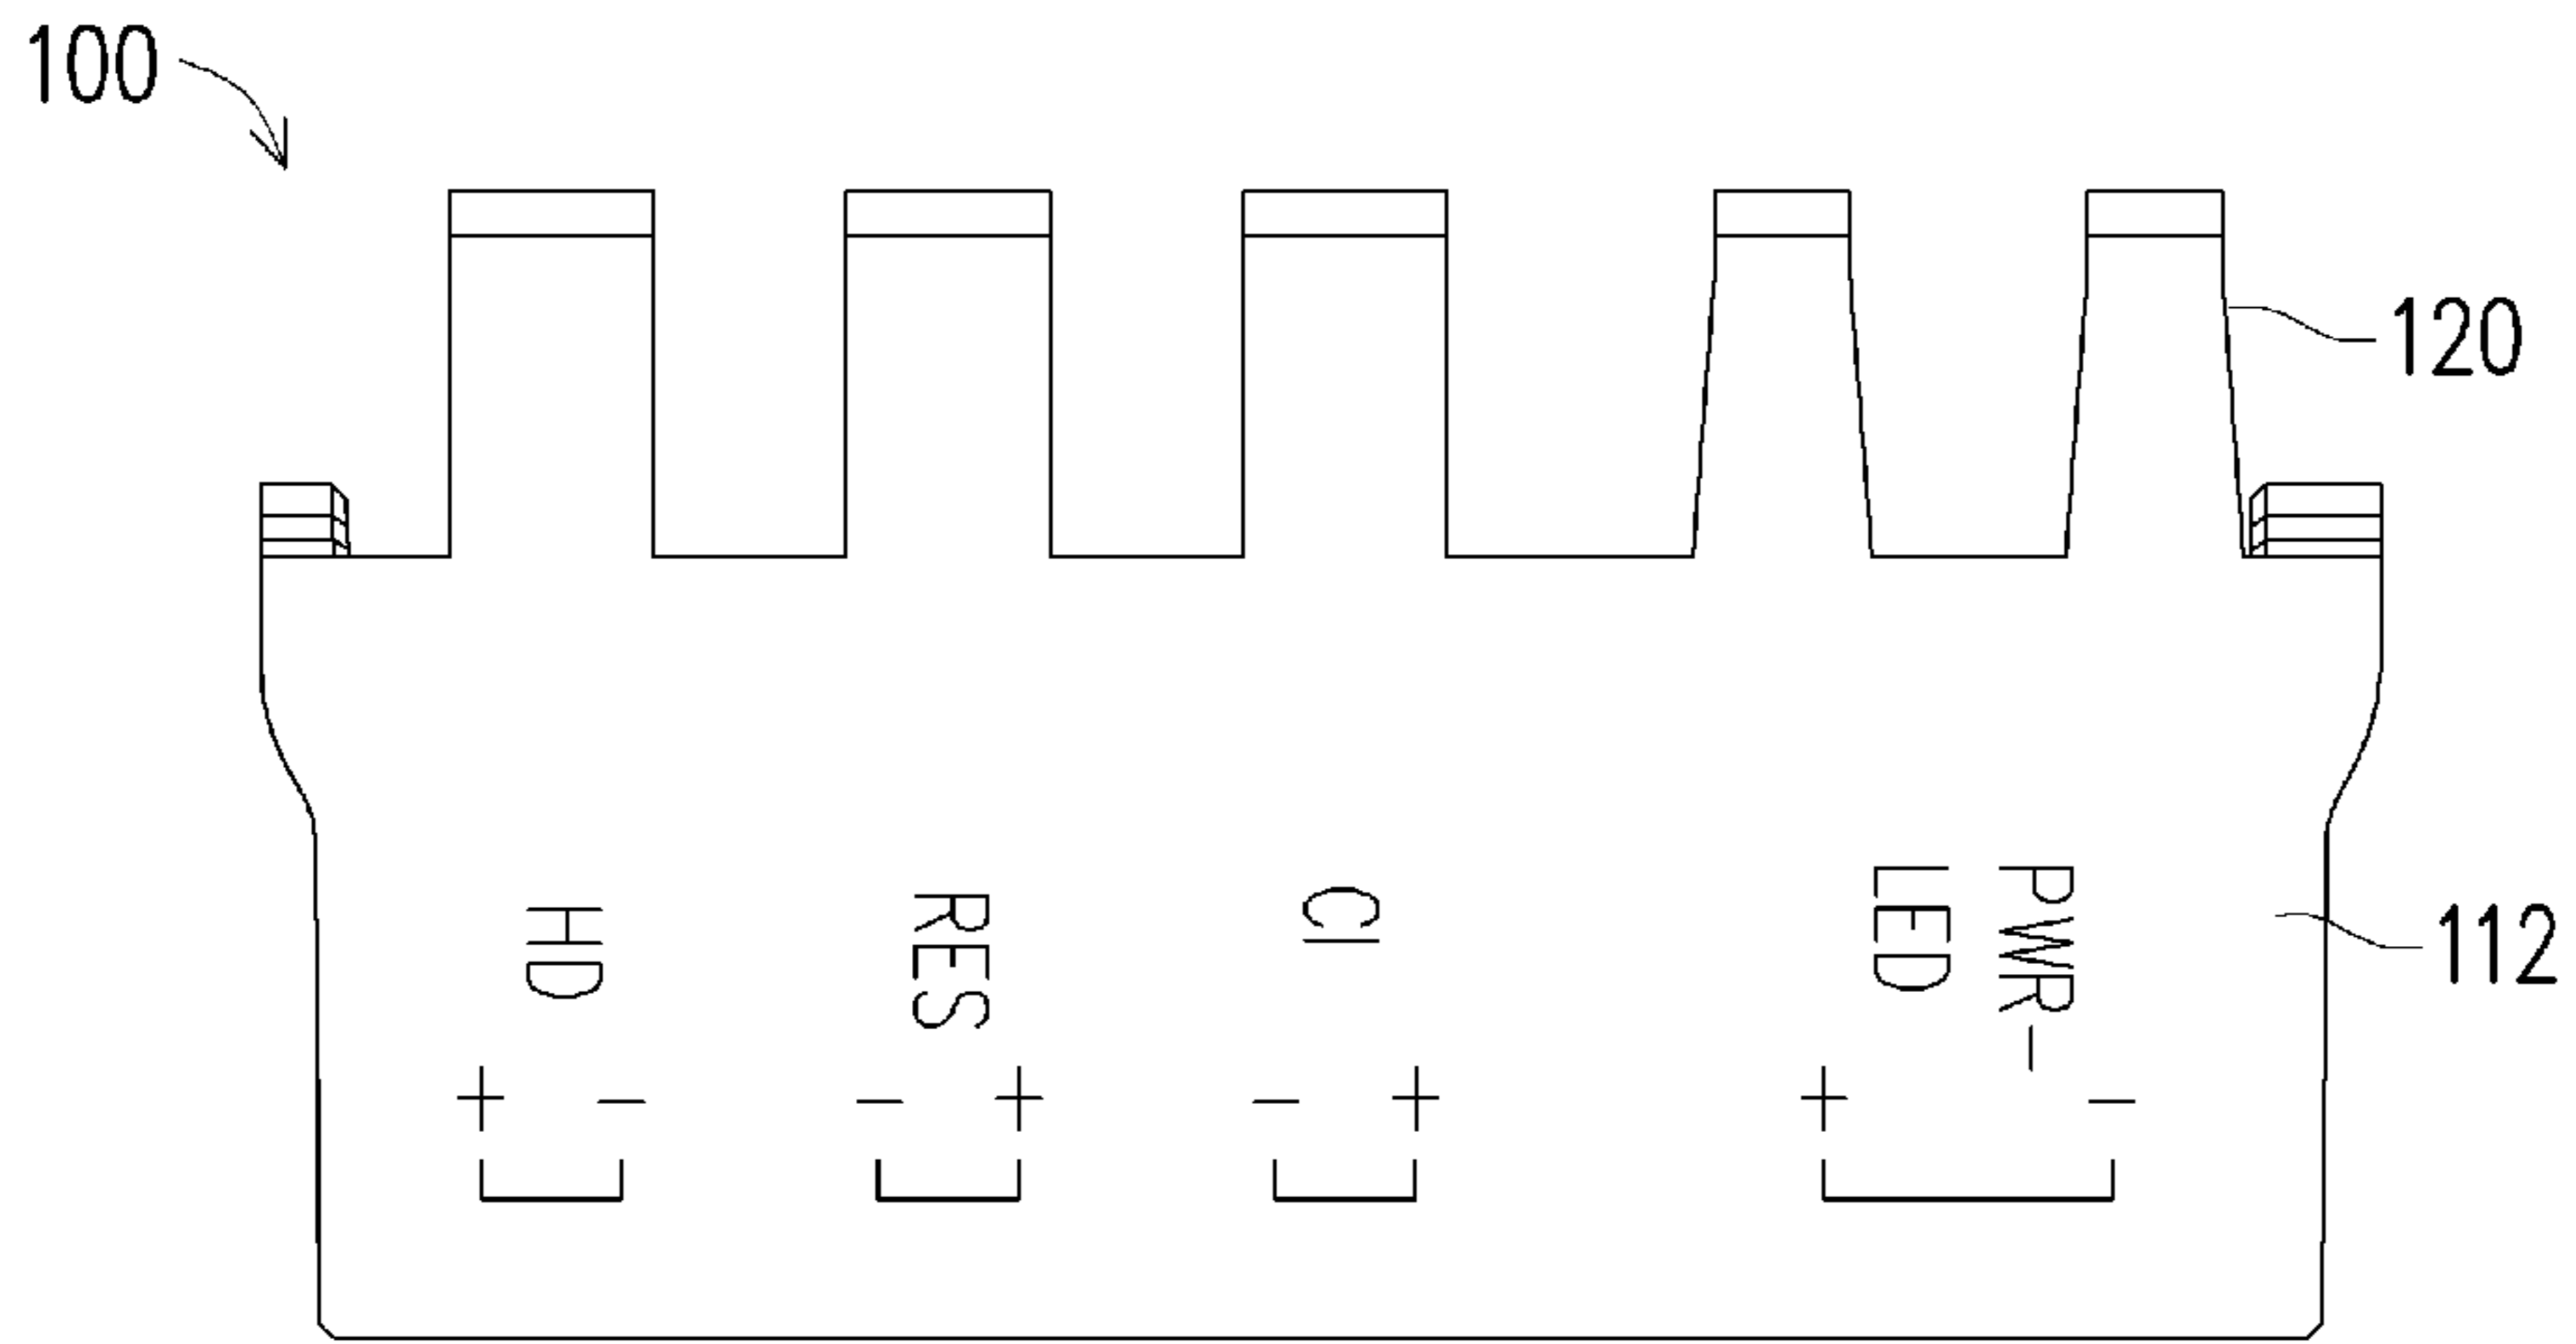 100
120
HD
RES
CI
PWR-
LED
112
+ - - + - + + -